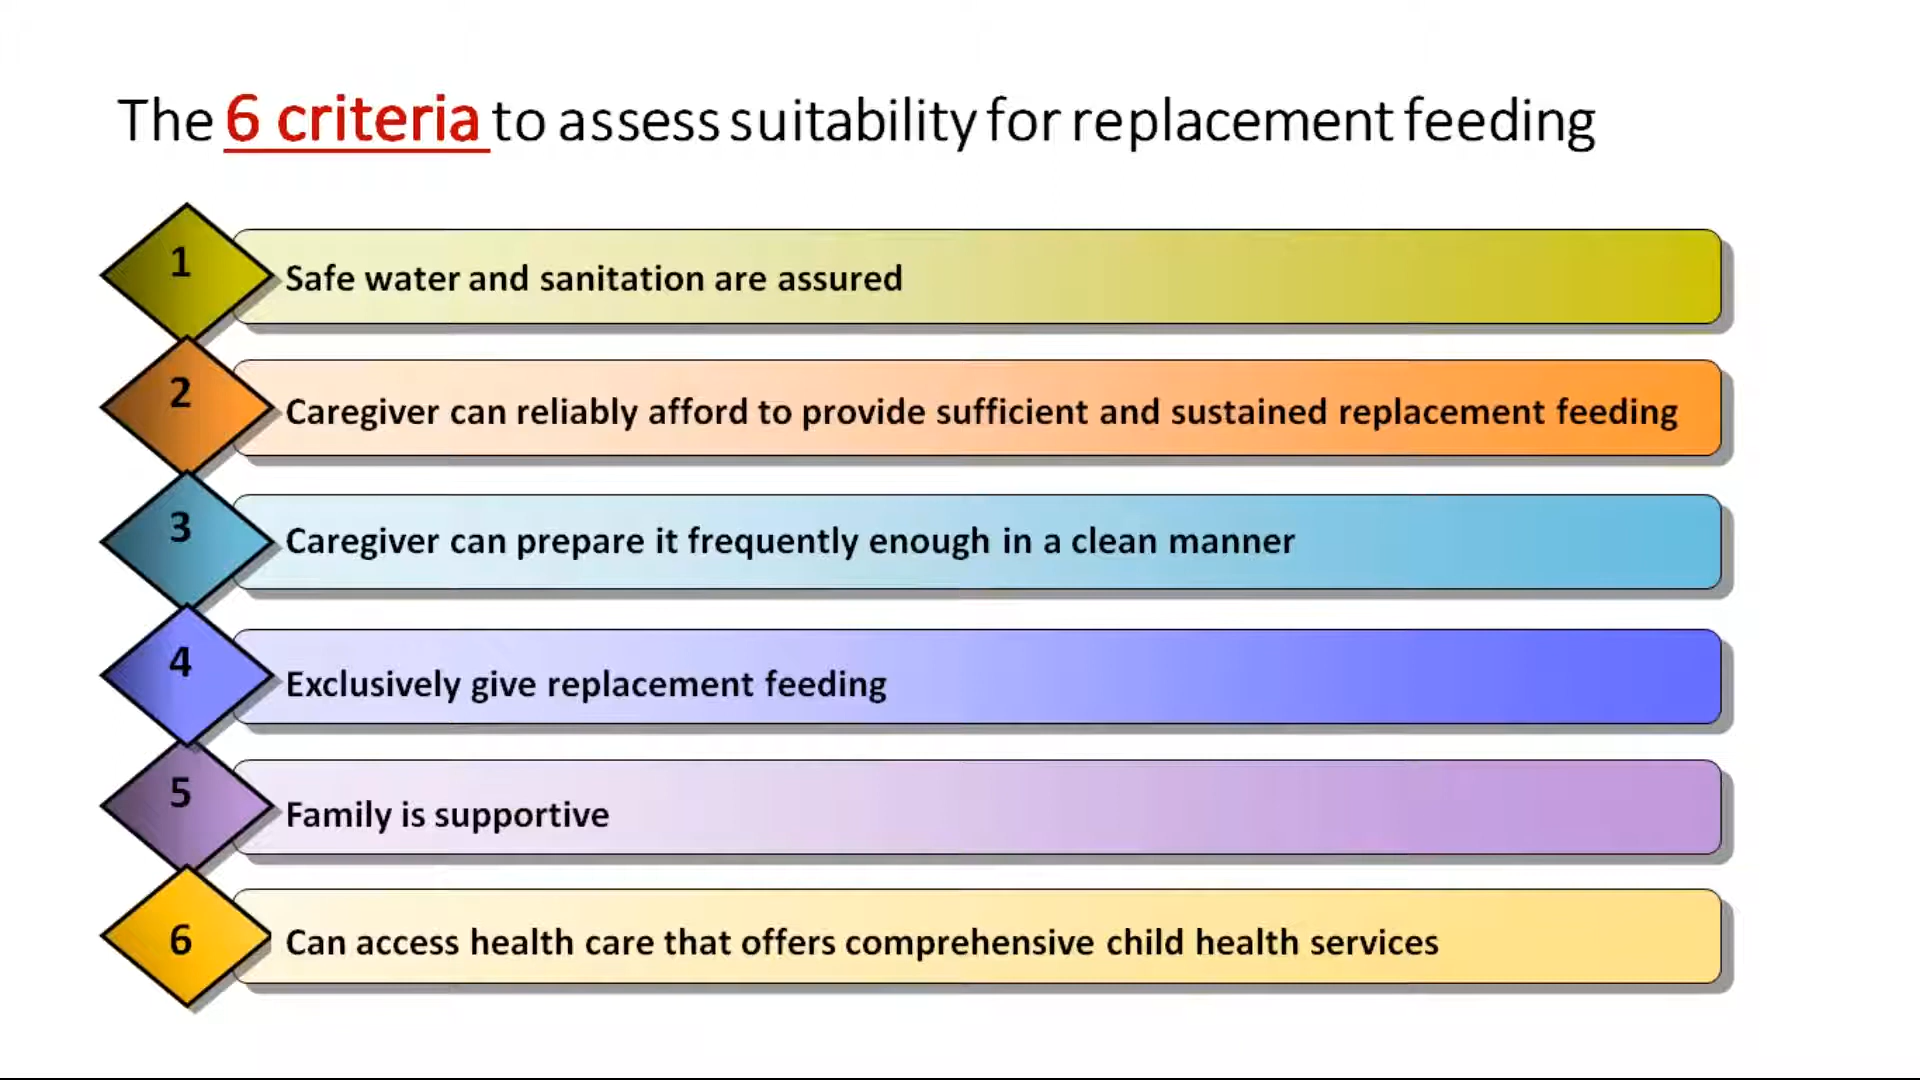 The 6 criteria to assess suitability for replacement feeding
1
Safe water and sanitation are assured
2
Caregiver can reliably afford to provide sufficient and sustained replacement feeding
3
Caregiver can prepare it frequently enough in a clean manner
4
Exclusively give replacement feeding
5
Family is supportive
6
Can access health care that offers comprehensive child health services